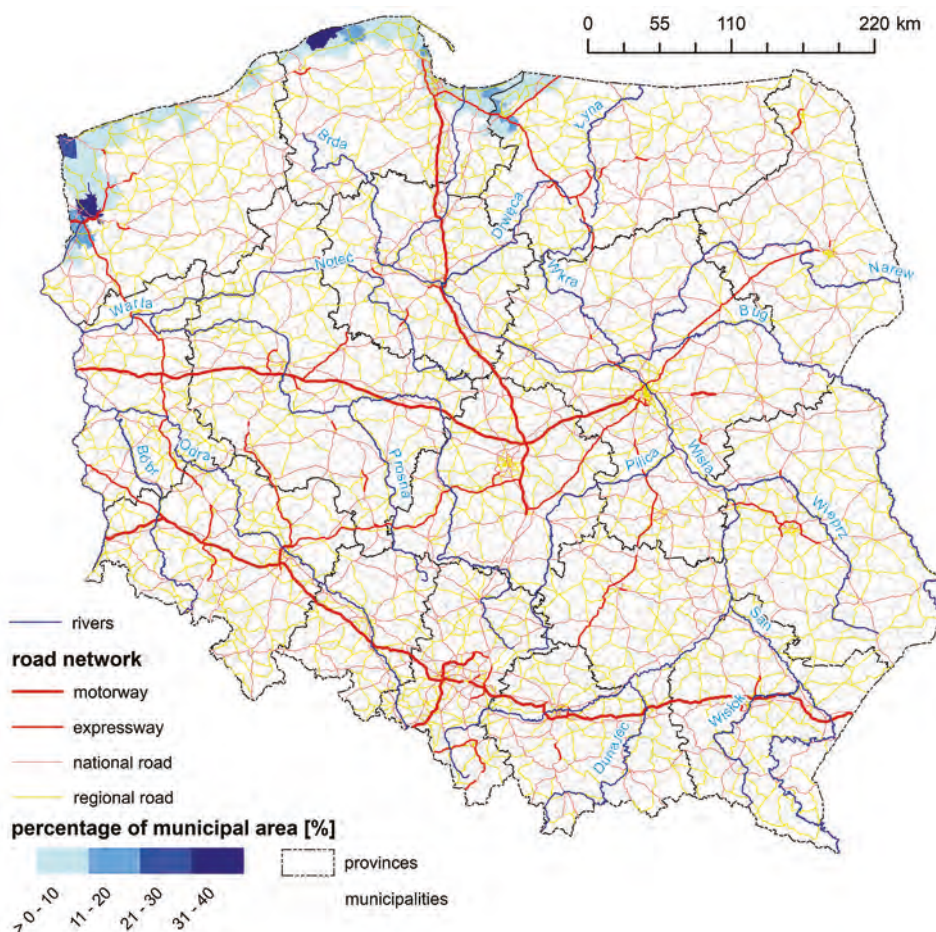 0 55 110 220 km
Łyna
Brda
Drwęca
Noteć
Wkra
Narew
Warta
Bug
Odra
Bóbr
Prosna
Pilica
Wisła
Wieprz
San
Wisłok
Dunajec
rivers
road network
motorway
expressway
national road
regional road
percentage of municipal area [%]
> 0 - 10
11 - 20
21 - 30
31 - 40
provinces
municipalities